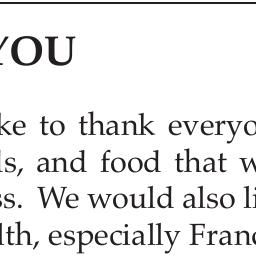 YOU
ke to thank everyo
ls, and food that w
ss. We would also li
lth, especially Franc